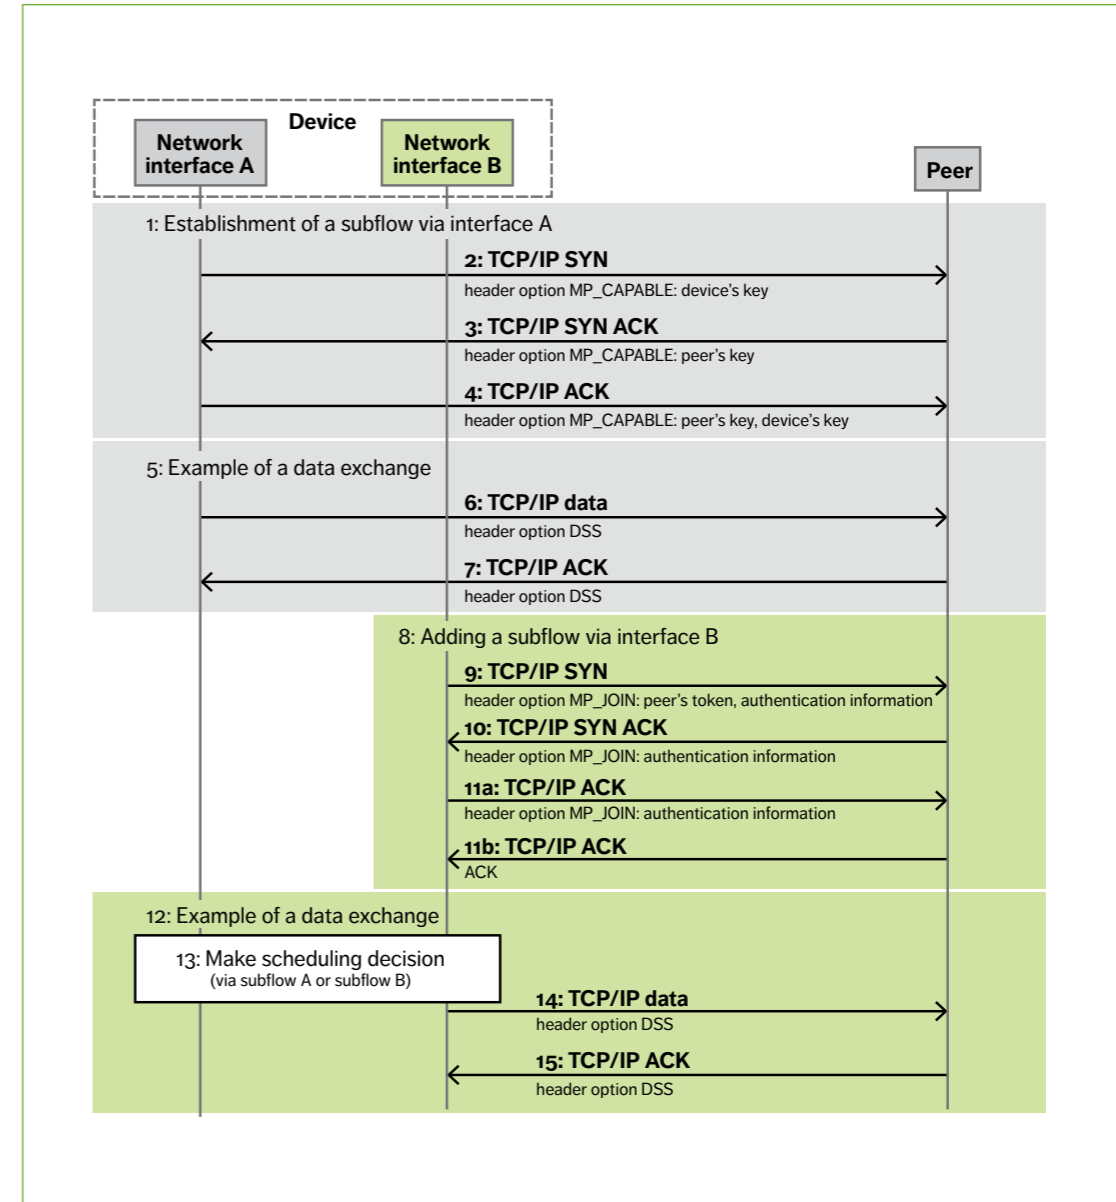 Device
Network
interface A
Network
interface B
Peer
1: Establishment of a subflow via interface A
2: TCP/IP SYN
header option MP_CAPABLE: device's key
3: TCP/IP SYN ACK
header option MP_CAPABLE: peer's key
4: TCP/IP ACK
header option MP_CAPABLE: peer's key, device's key
5: Example of a data exchange
6: TCP/IP data
header option DSS
7: TCP/IP ACK
header option DSS
8: Adding a subflow via interface B
9: TCP/IP SYN
header option MP_JOIN: peer's token, authentication information
10: TCP/IP SYN ACK
header option MP_JOIN: authentication information
11a: TCP/IP ACK
header option MP_JOIN: authentication information
11b: TCP/IP ACK
ACK
12: Example of a data exchange
13: Make scheduling decision
(via subflow A or subflow B)
14: TCP/IP data
header option DSS
15: TCP/IP ACK
header option DSS